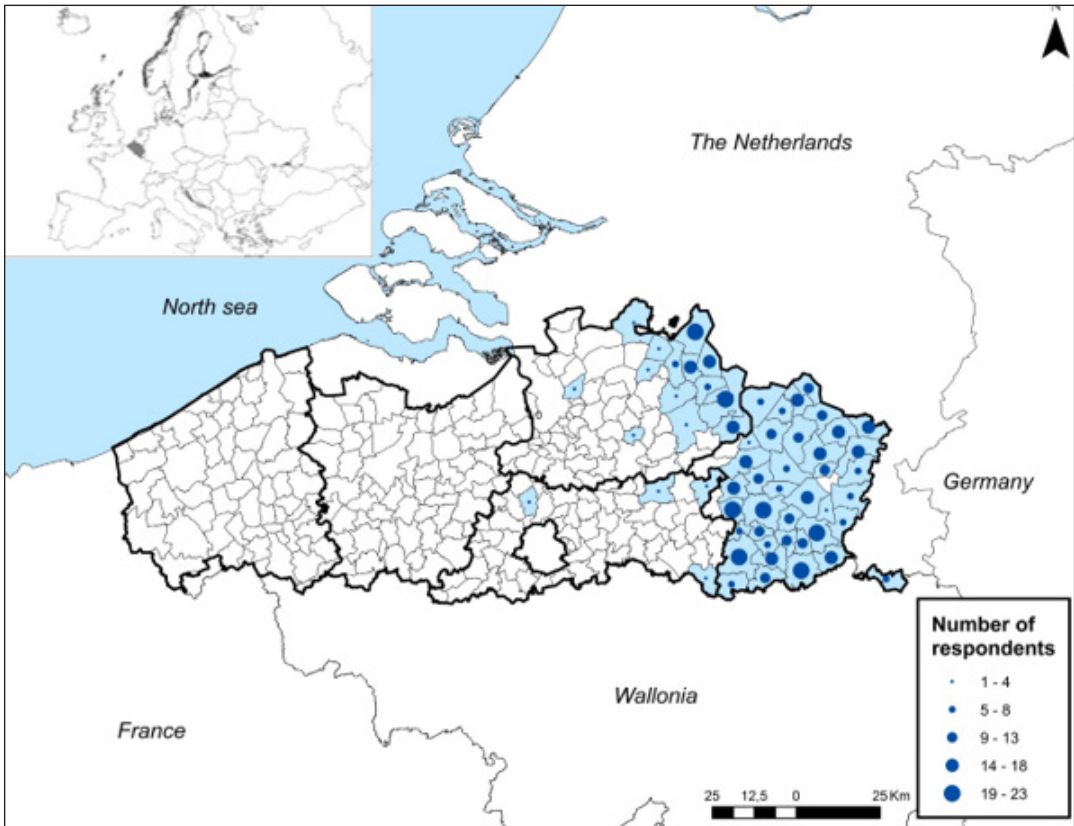 The Netherlands
North sea
Germany
Number of
respondents
1 - 4
5 - 8
9 - 13
14 - 18
19 - 23
Wallonia
France
25 12,5 0 25 Km